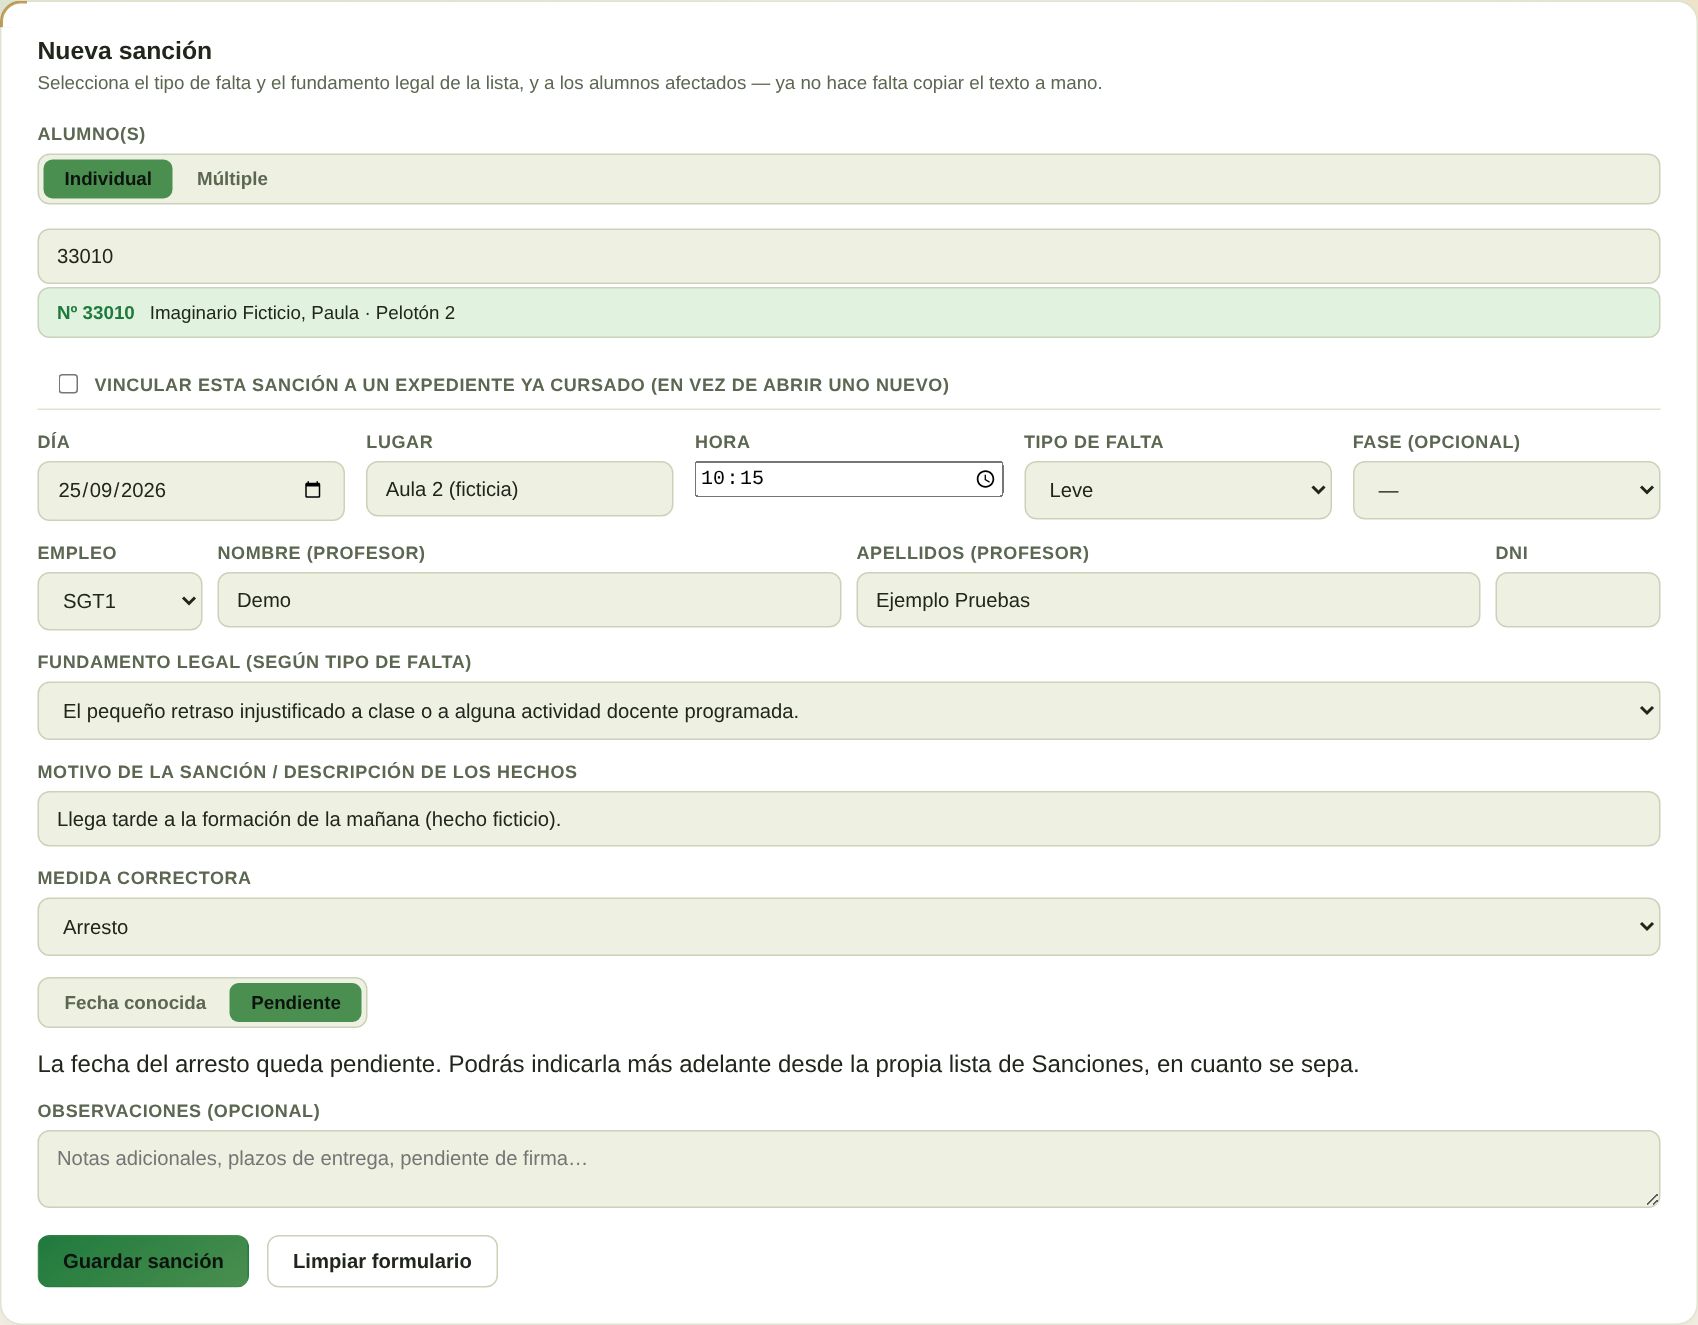 Nueva sanción
Selecciona el tipo de falta y el fundamento legal de la lista, y a los alumnos afectados — ya no hace falta copiar el texto a mano.
ALUMNO(S)
Individual Múltiple
33010
Nº 33010 Imaginario Ficticio, Paula · Pelotón 2
VINCULAR ESTA SANCIÓN A UN EXPEDIENTE YA CURSADO (EN VEZ DE ABRIR UNO NUEVO)
DÍA LUGAR HORA TIPO DE FALTA FASE (OPCIONAL)
25/09/2026 Aula 2 (ficticia) 10:15 Leve —
EMPLEO NOMBRE (PROFESOR) APELLIDOS (PROFESOR) DNI
SGT1 Demo Ejemplo Pruebas
FUNDAMENTO LEGAL (SEGÚN TIPO DE FALTA)
El pequeño retraso injustificado a clase o a alguna actividad docente programada.
MOTIVO DE LA SANCIÓN / DESCRIPCIÓN DE LOS HECHOS
Llega tarde a la formación de la mañana (hecho ficticio).
MEDIDA CORRECTORA
Arresto
Fecha conocida Pendiente
La fecha del arresto queda pendiente. Podrás indicarla más adelante desde la propia lista de Sanciones, en cuanto se sepa.
OBSERVACIONES (OPCIONAL)
Notas adicionales, plazos de entrega, pendiente de firma…
Guardar sanción Limpiar formulario